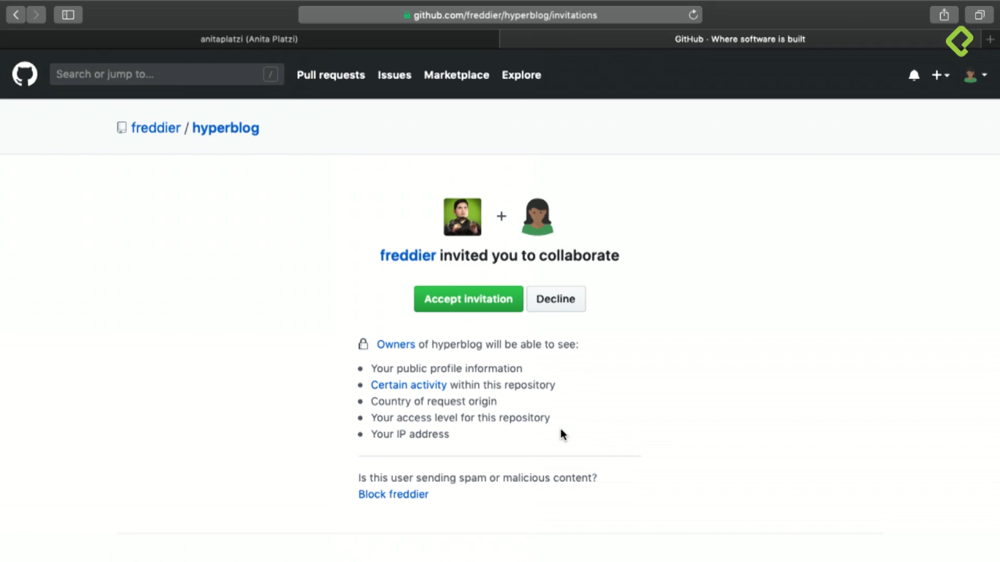 github.com/freddier/hyperblog/invitations
anitaplatzi (Anita Platzi)
GitHub · Where software is built
Search or jump to...
/
Pull requests
Issues
Marketplace
Explore
freddier / hyperblog
freddier invited you to collaborate
Accept invitation
Decline
Owners of hyperblog will be able to see:
Your public profile information
Certain activity within this repository
Country of request origin
Your access level for this repository
Your IP address
Is this user sending spam or malicious content?
Block freddier